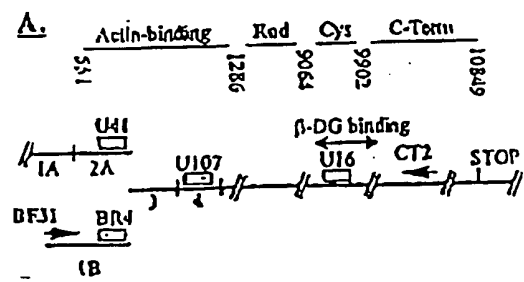 A.
Actin-binding Rod Cys C-Term
551 1286 9064 9902 10849
U41 β-DG binding
1A 2A U107 U16 CT2 STOP
3 4
BF31 BR4
1B